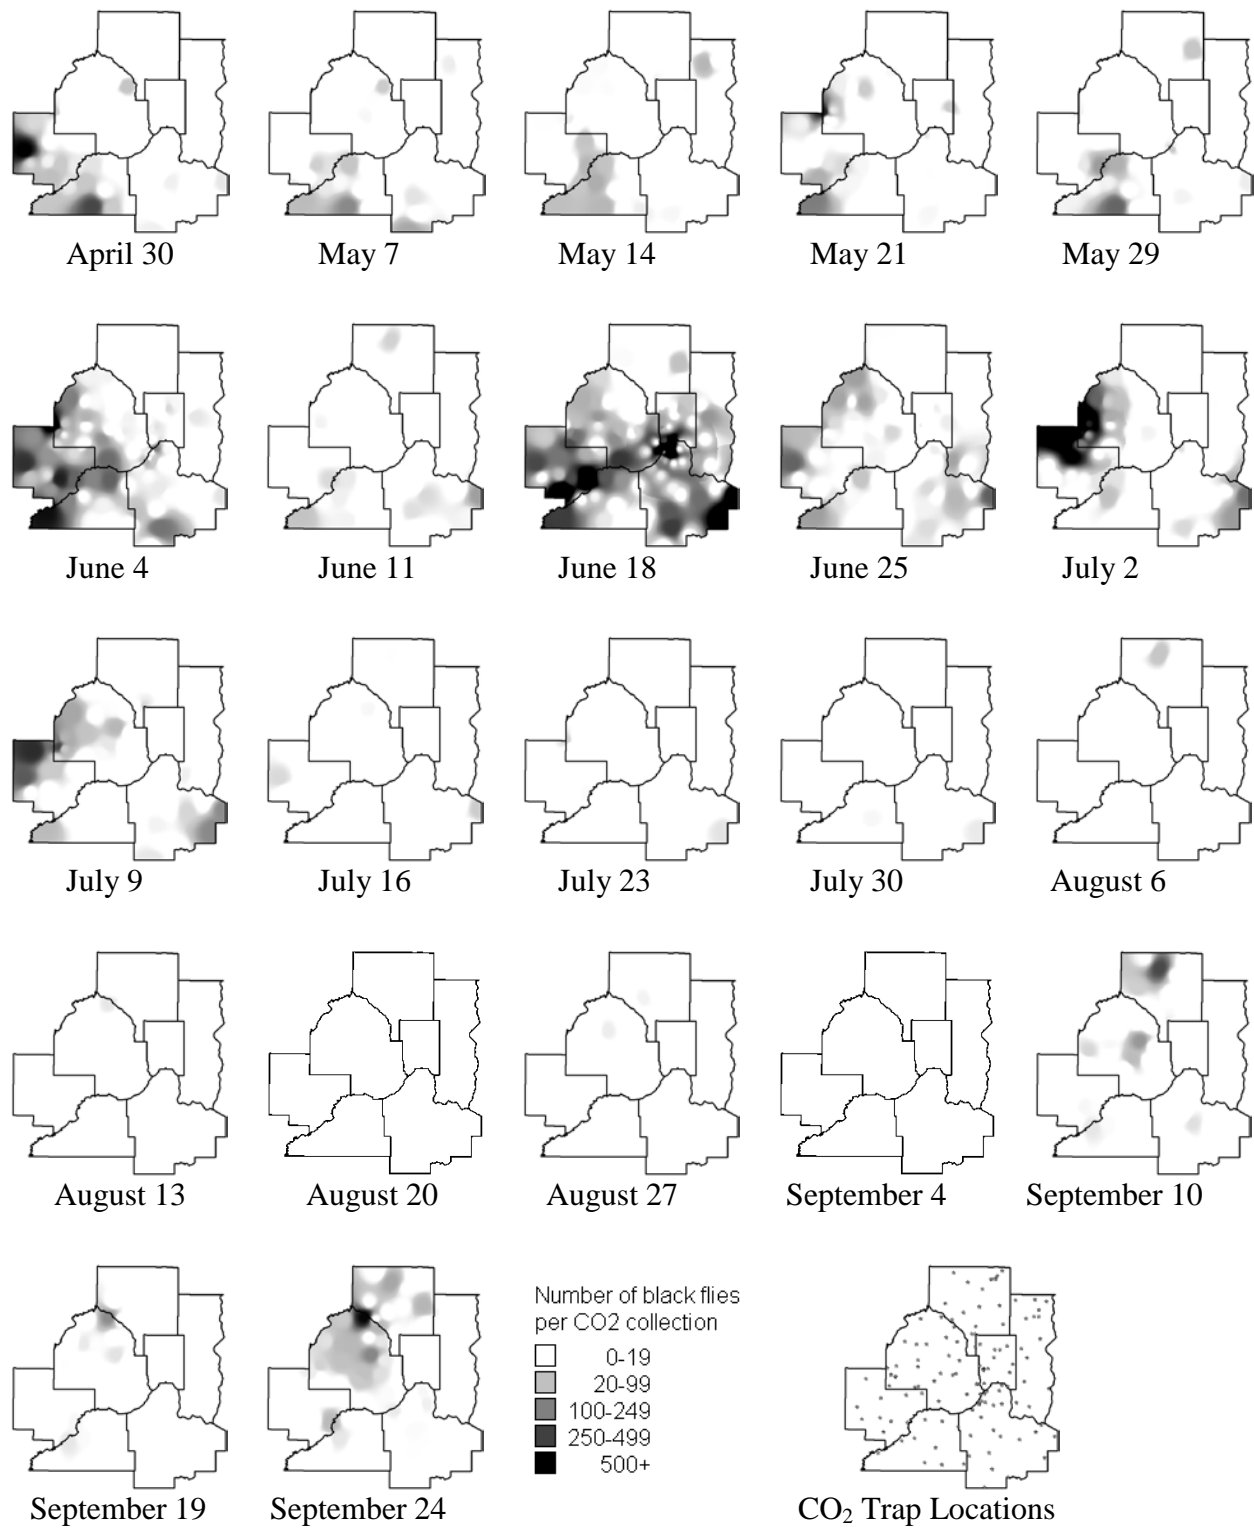 April 30
May 7
May 14
May 21
May 29
June 4
June 11
June 18
June 25
July 2
July 9
July 16
July 23
July 30
August 6
August 13
August 20
August 27
September 4
September 10
Number of black flies
per CO2 collection
0-19
20-99
100-249
250-499
500+
September 19
September 24
CO₂ Trap Locations